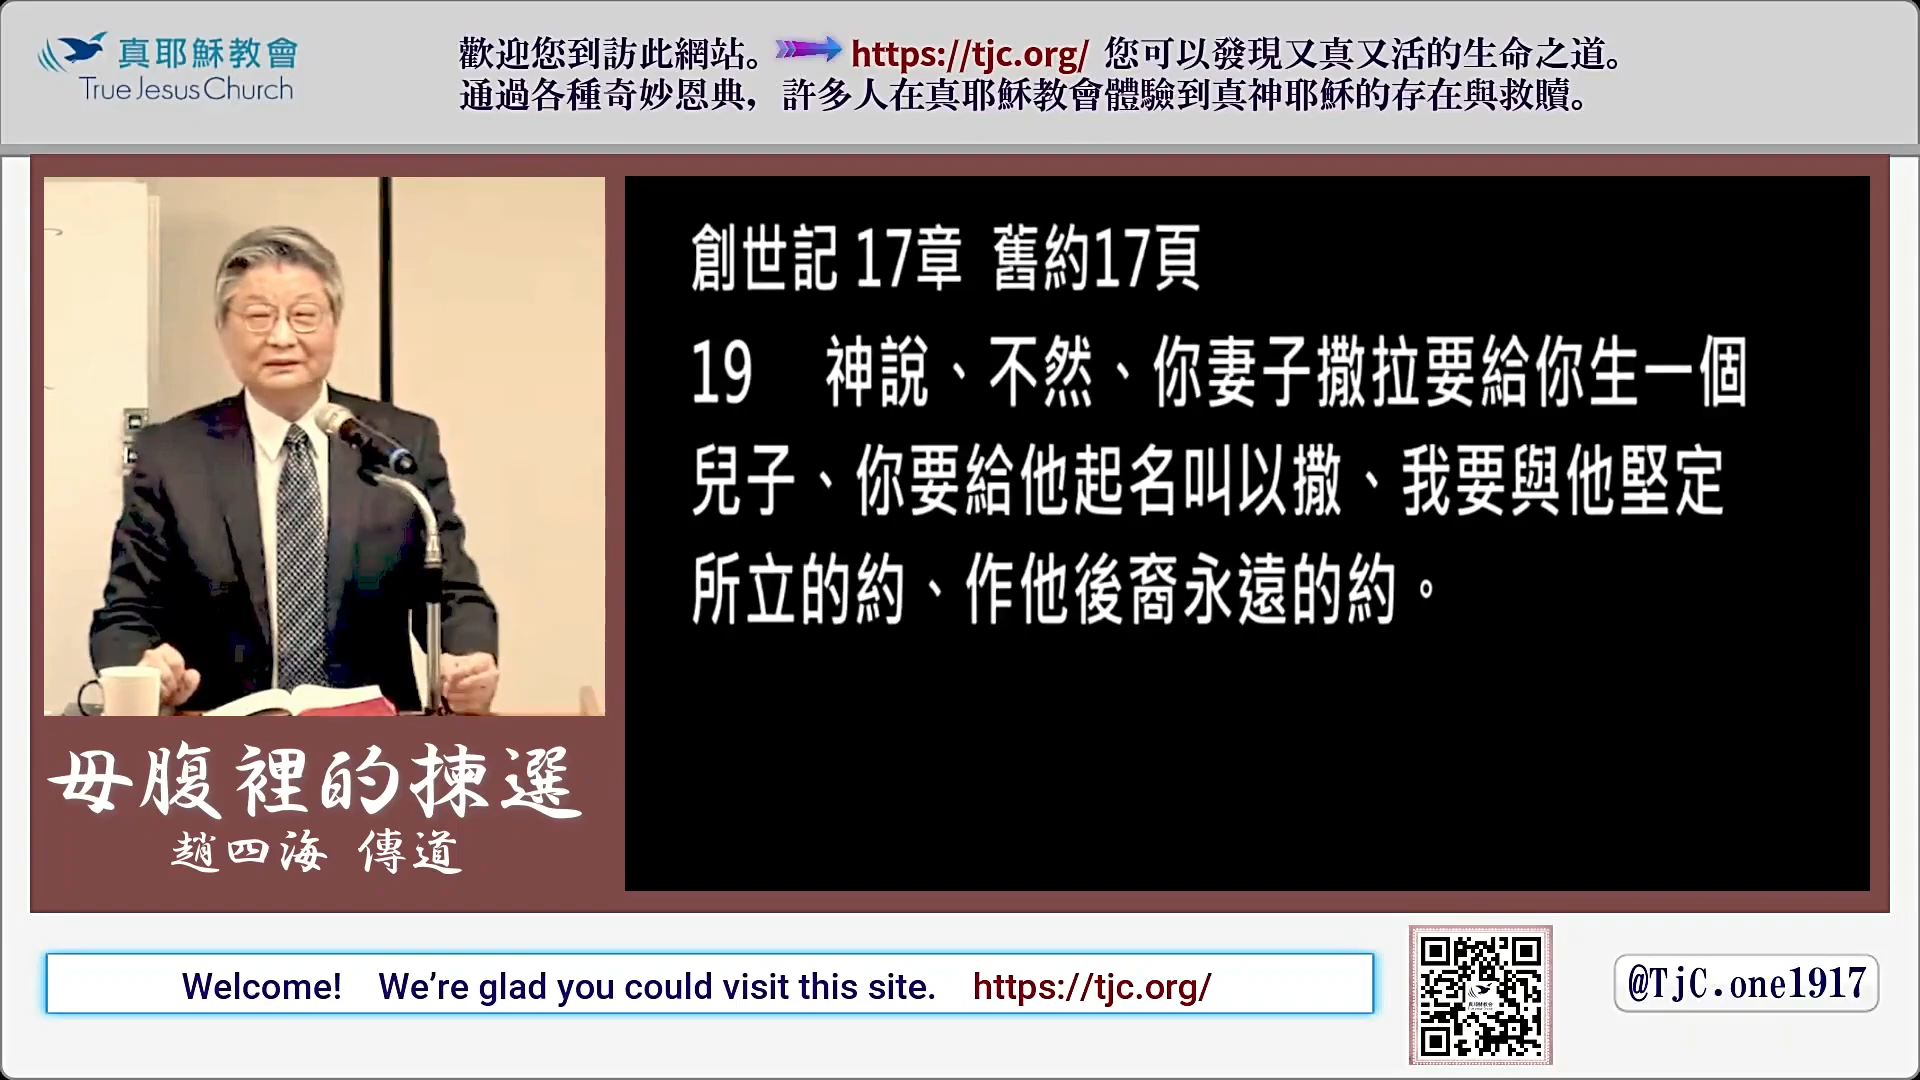 真耶穌教會
True Jesus Church
歡迎您到訪此網站。 https://tjc.org/ 您可以發現又真又活的生命之道。
通過各種奇妙恩典，許多人在真耶穌教會體驗到真神耶穌的存在與救贖。
創世記 17章 舊約17頁
19 神說、不然、你妻子撒拉要給你生一個
兒子、你要給他起名叫以撒、我要與他堅定
所立的約、作他後裔永遠的約。
母腹裡的揀選
趙四海 傳道
Welcome! We’re glad you could visit this site. https://tjc.org/
@TjC.one1917